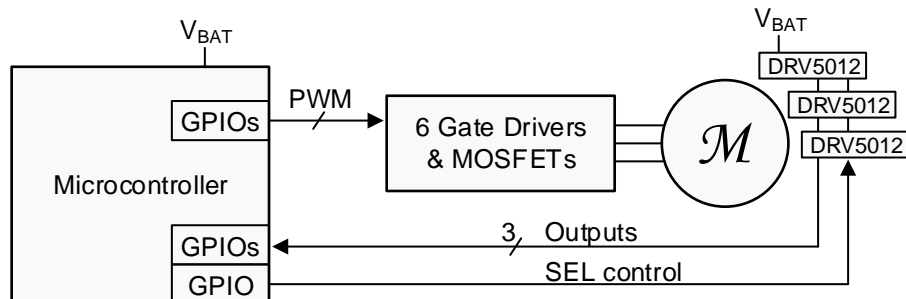 VBAT
VBAT
DRV5012
PWM
GPIOs
DRV5012
6 Gate Drivers
& MOSFETs
M
DRV5012
Microcontroller
GPIOs
3 Outputs
SEL control
GPIO